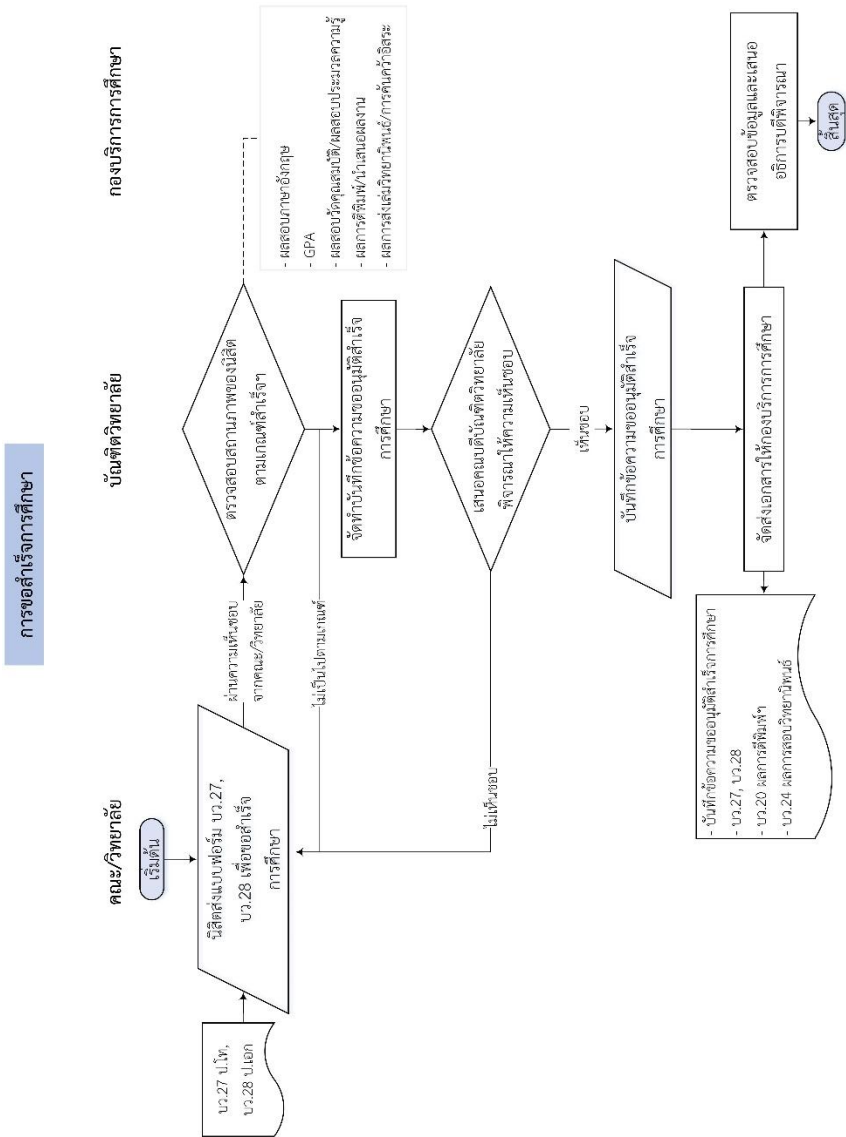 การขอสำเร็จการศึกษา
คณะ/วิทยาลัย
บัณฑิตวิทยาลัย
กองบริการการศึกษา
เริ่มต้น
บว.27 ป.โท,
บว.28 ป.เอก
นิสิตส่งแบบฟอร์ม บว.27,
บว.28 เพื่อขอสำเร็จ
การศึกษา
ผ่านความเห็นชอบ
จากคณะ/วิทยาลัย
ตรวจสอบสถานภาพของนิสิต
ตามเกณฑ์สำเร็จฯ
- ผลสอบภาษาอังกฤษ
- GPA
- ผลสอบวัดคุณสมบัติ/ผลสอบประมวลความรู้
- ผลการตีพิมพ์/นำเสนอผลงาน
- ผลการส่งเล่มวิทยานิพนธ์/การค้นคว้าอิสระ
ไม่เป็นไปตามเกณฑ์
จัดทำบันทึกข้อความขออนุมัติสำเร็จ
การศึกษา
เสนอคณบดีบัณฑิตวิทยาลัย
พิจารณาให้ความเห็นชอบ
ไม่เห็นชอบ
เห็นชอบ
บันทึกข้อความขออนุมัติสำเร็จ
การศึกษา
- บันทึกข้อความขออนุมัติสำเร็จการศึกษา
- บว.27, บว.28
- บว.20 ผลการตีพิมพ์ฯ
- บว.24 ผลการสอบวิทยานิพนธ์
จัดส่งเอกสารให้กองบริการการศึกษา
ตรวจสอบข้อมูลและเสนอ
อธิการบดีพิจารณา
สิ้นสุด